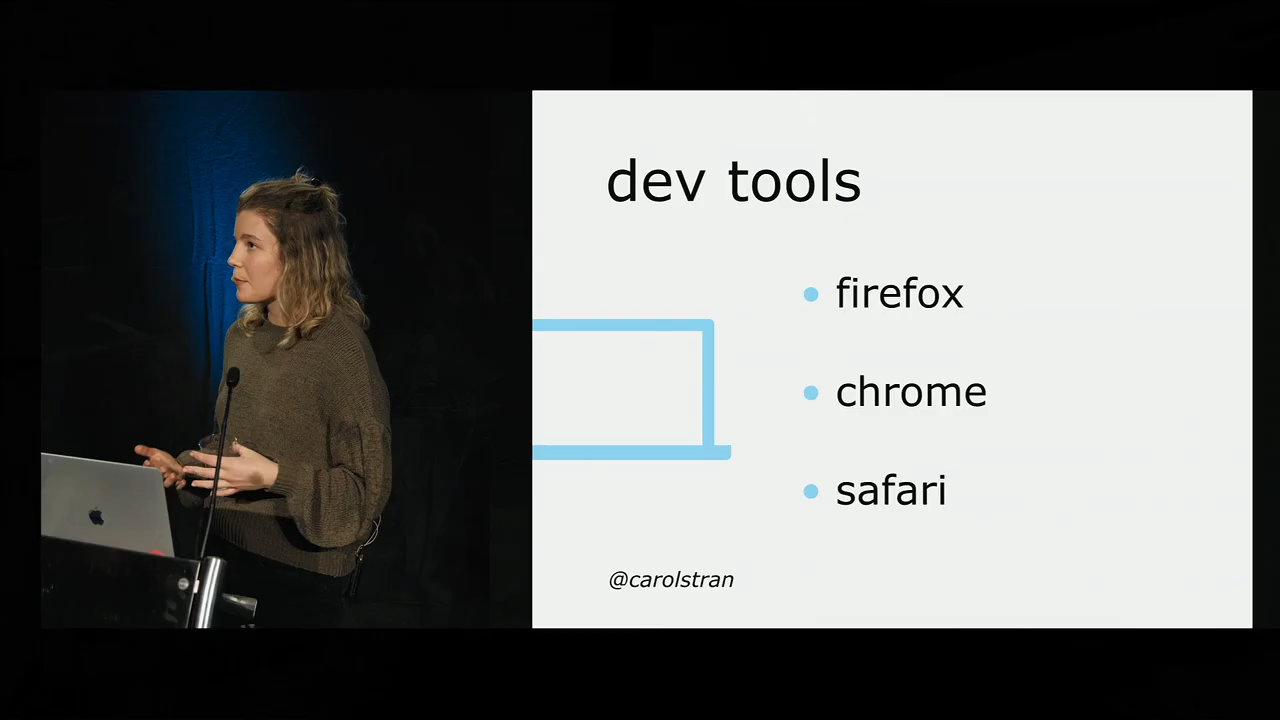 dev tools
firefox
chrome
safari
@carolstran